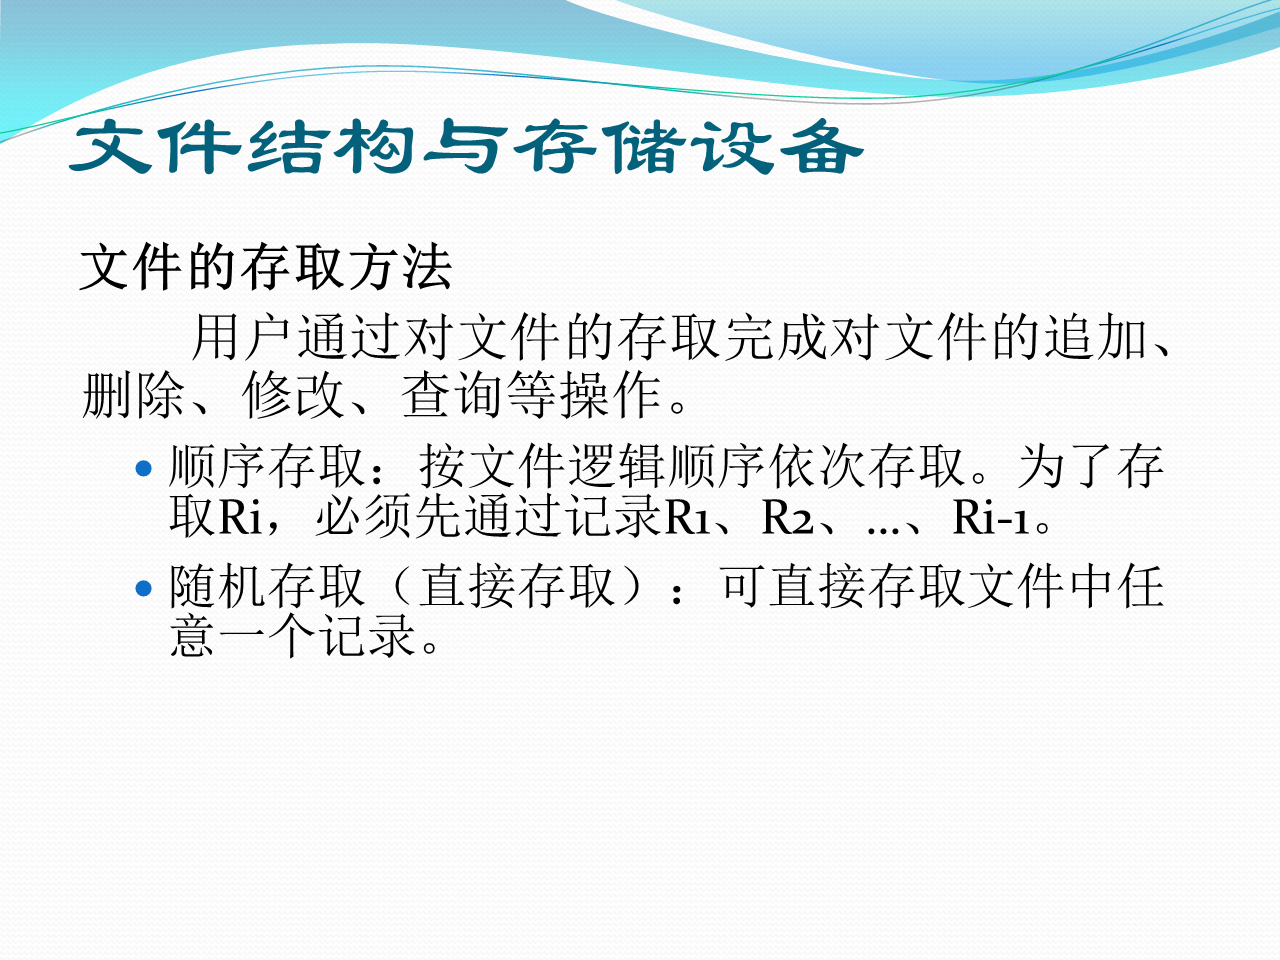 文件结构与存储设备
文件的存取方法
用户通过对文件的存取完成对文件的追加、
删除、修改、查询等操作。
• 顺序存取：按文件逻辑顺序依次存取。为了存
取Ri，必须先通过记录R1、R2、...、Ri-1。
• 随机存取（直接存取）：可直接存取文件中任
意一个记录。